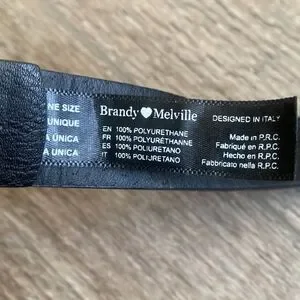 NE SIZE
UNIQUE
A ÚNICA
A UNICA
Brandy♥Melville
EN 100% POLYURETHANE
FR 100% POLYURÉTHANNE
ES 100% POLIURETANO
IT 100% POLIURETANO
DESIGNED IN ITALY
Made in P.R.C.
Fabriqué en R.P.C.
Hecho en R.P.C.
Fabbricato nella R.P.C.